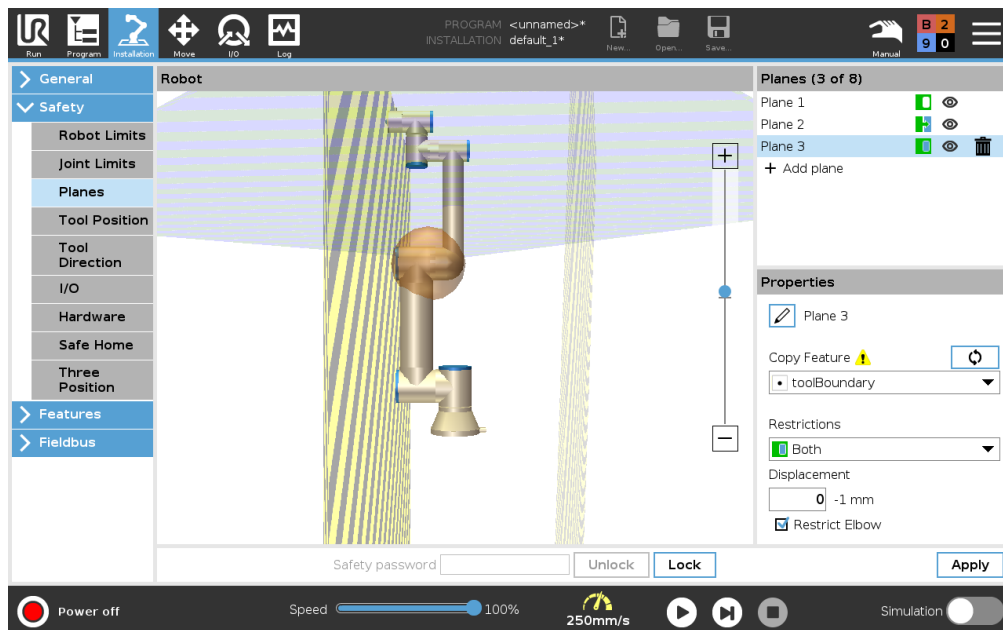 PROGRAM <unnamed>*
INSTALLATION default_1*
UR
Run
Program
Installation
Move
I/O
Log
New...
Open...
Save...
Manual
B 2
9 0
General
Safety
Robot Limits
Joint Limits
Planes
Tool Position
Tool
Direction
I/O
Hardware
Safe Home
Three
Position
Features
Fieldbus
Robot
Planes (3 of 8)
Plane 1
Plane 2
Plane 3
+ Add plane
Properties
Plane 3
Copy Feature
toolBoundary
Restrictions
Both
Displacement
0 -1 mm
Restrict Elbow
Safety password
Unlock
Lock
Apply
Power off
Speed
100%
250mm/s
Simulation